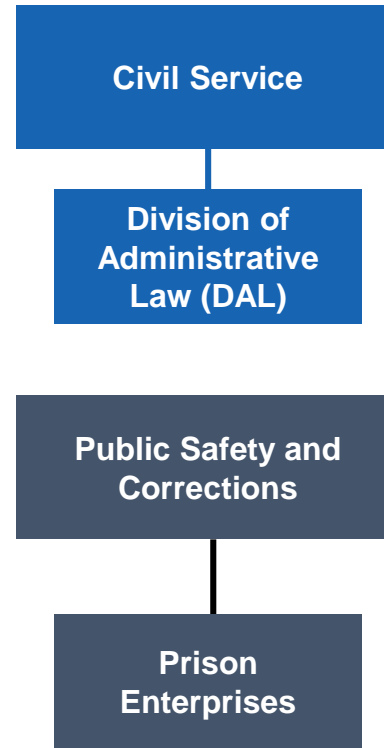 Civil Service
Division of
Administrative
Law (DAL)
Public Safety and
Corrections
Prison
Enterprises